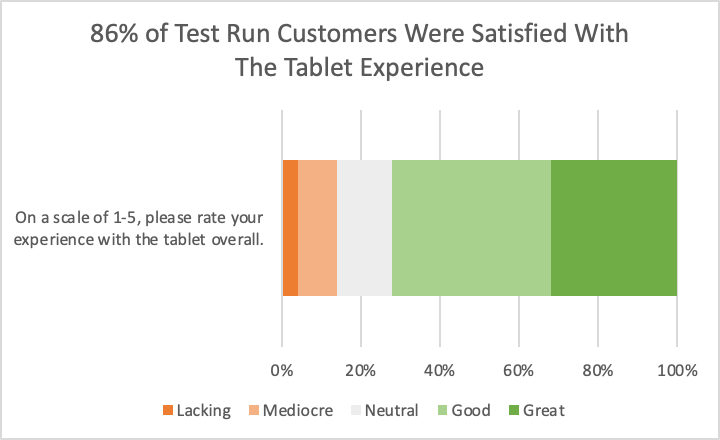 86% of Test Run Customers Were Satisfied With
The Tablet Experience
On a scale of 1-5, please rate your
experience with the tablet overall.
0% 20% 40% 60% 80% 100%
Lacking Mediocre Neutral Good Great